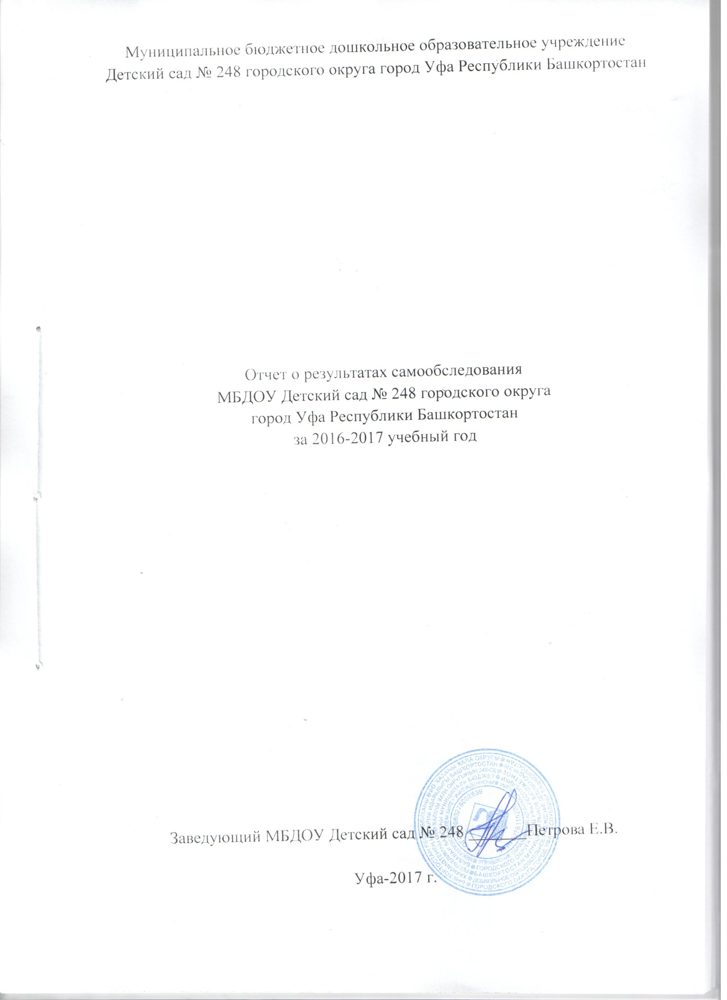 Муниципальное бюджетное дошкольное образовательное учреждение
Детский сад № 248 городского округа город Уфа Республики Башкортостан
Отчет о результатах самообследования
МБДОУ Детский сад № 248 городского округа
город Уфа Республики Башкортостан
за 2016-2017 учебный год
Заведующий МБДОУ Детский сад № 248 _______Петрова Е.В.
Уфа-2017 г.